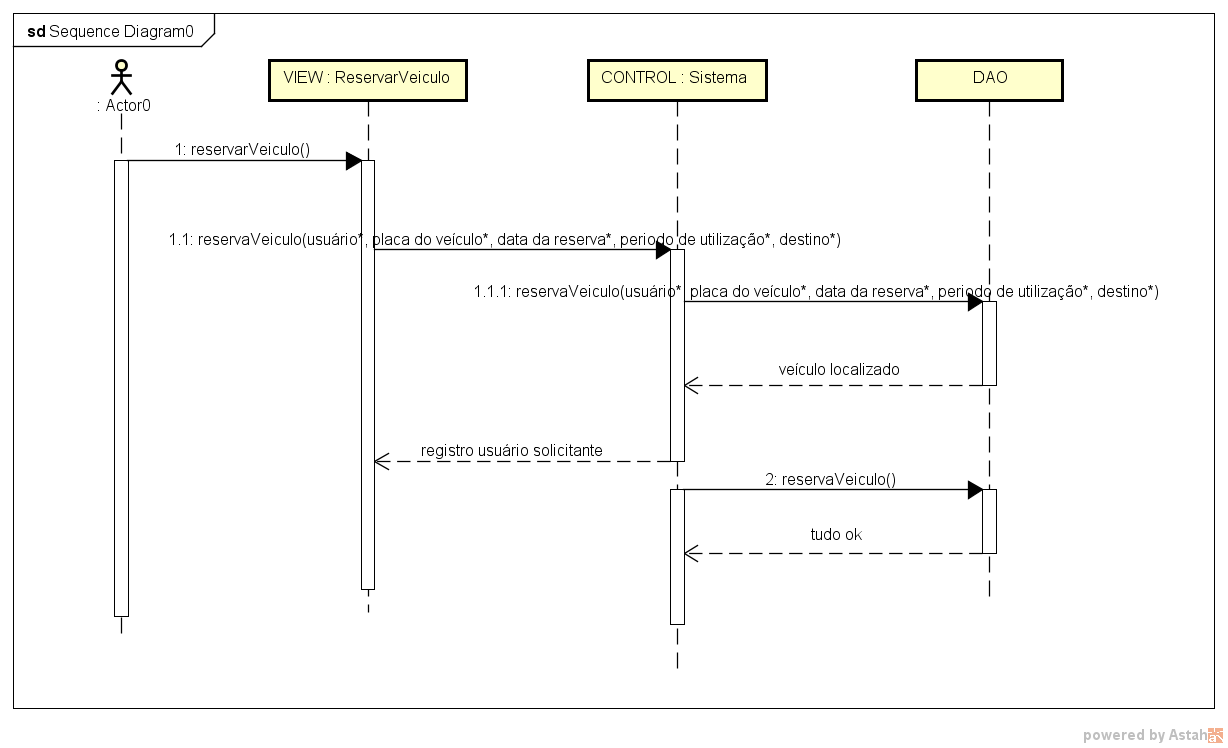 sd Sequence Diagram0
: Actor0
VIEW : ReservarVeiculo
CONTROL : Sistema
DAO
1: reservarVeiculo()
1.1: reservaVeiculo(usuário*, placa do veículo*, data da reserva*, periodo de utilização*, destino*)
1.1.1: reservaVeiculo(usuário*, placa do veículo*, data da reserva*, periodo de utilização*, destino*)
veículo localizado
registro usuário solicitante
2: reservaVeiculo()
tudo ok
powered by Astah